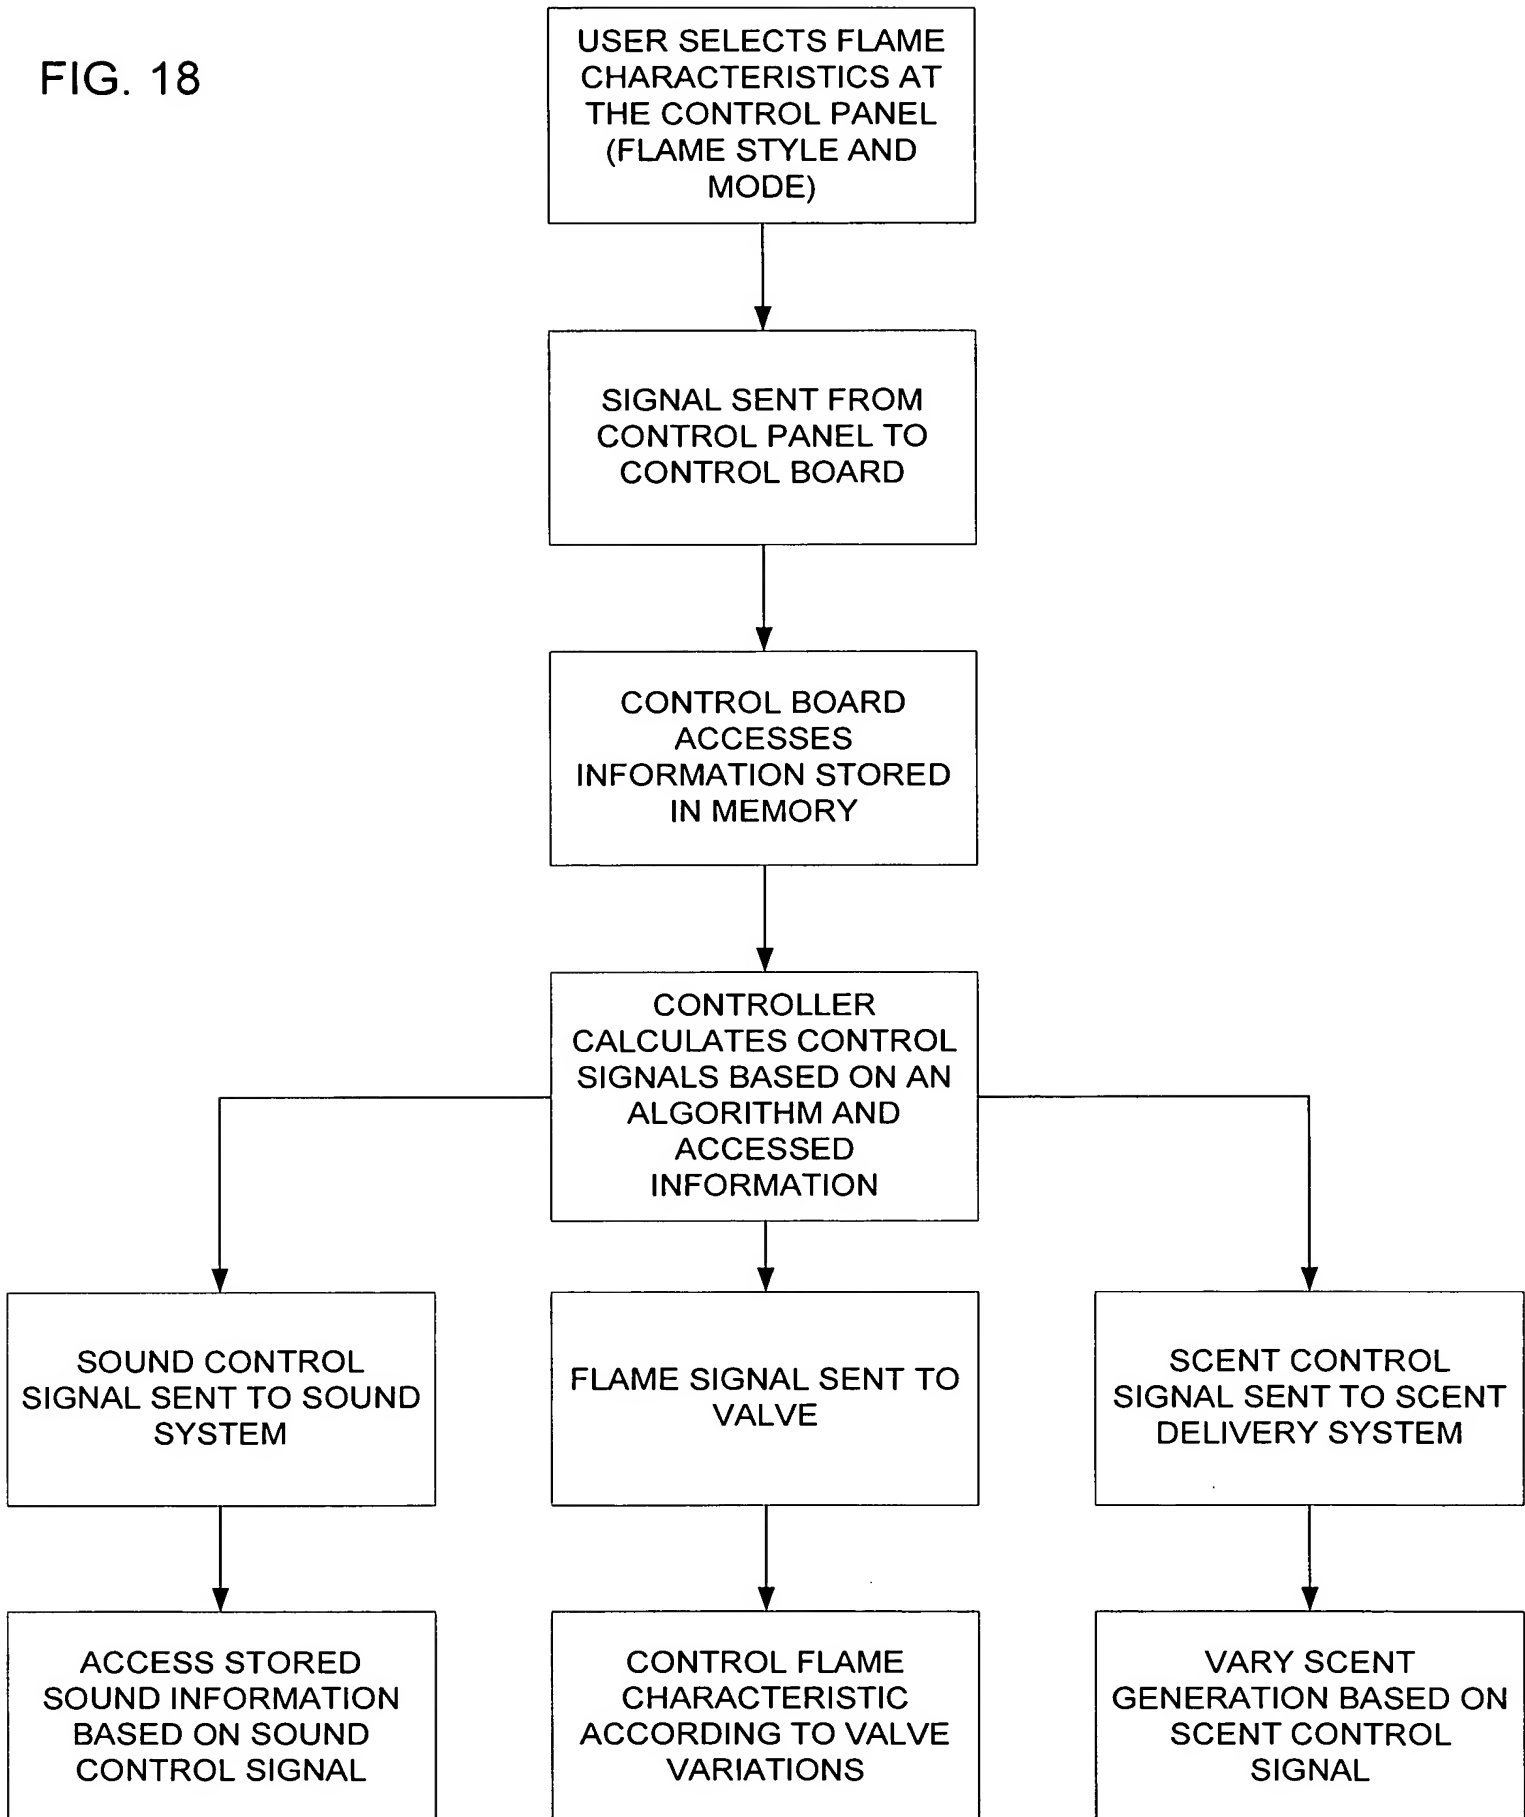 FIG. 18
USER SELECTS FLAME
CHARACTERISTICS AT
THE CONTROL PANEL
(FLAME STYLE AND
MODE)
SIGNAL SENT FROM
CONTROL PANEL TO
CONTROL BOARD
CONTROL BOARD
ACCESSES
INFORMATION STORED
IN MEMORY
CONTROLLER
CALCULATES CONTROL
SIGNALS BASED ON AN
ALGORITHM AND
ACCESSED
INFORMATION
SOUND CONTROL
SIGNAL SENT TO SOUND
SYSTEM
FLAME SIGNAL SENT TO
VALVE
SCENT CONTROL
SIGNAL SENT TO SCENT
DELIVERY SYSTEM
ACCESS STORED
SOUND INFORMATION
BASED ON SOUND
CONTROL SIGNAL
CONTROL FLAME
CHARACTERISTIC
ACCORDING TO VALVE
VARIATIONS
VARY SCENT
GENERATION BASED ON
SCENT CONTROL
SIGNAL